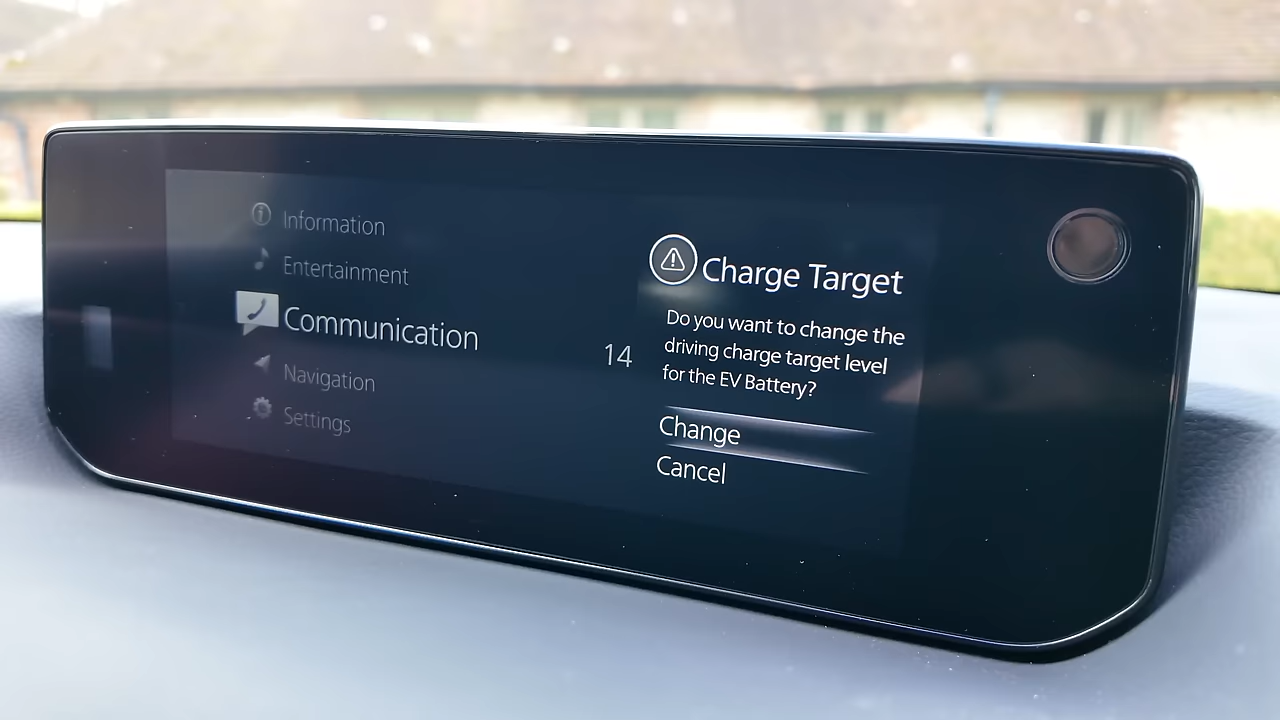 Information
Entertainment
Communication
Navigation
Settings
14
Charge Target
Do you want to change the
driving charge target level
for the EV Battery?
Change
Cancel